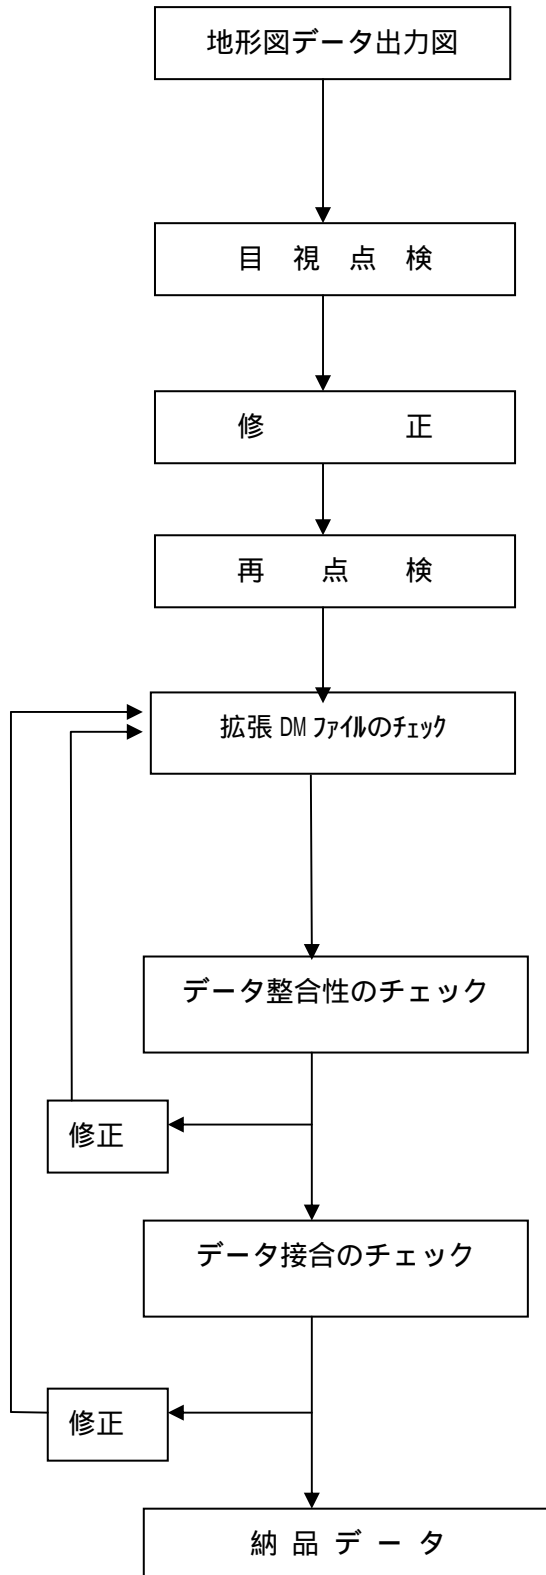 地形図データ出力図
目 視 点 検
修 正
再 点 検
拡張 DM ﾌｧｲﾙのﾁｪｯｸ
データ整合性のチェック
修正
データ接合のチェック
修正
納 品 デ ー タ